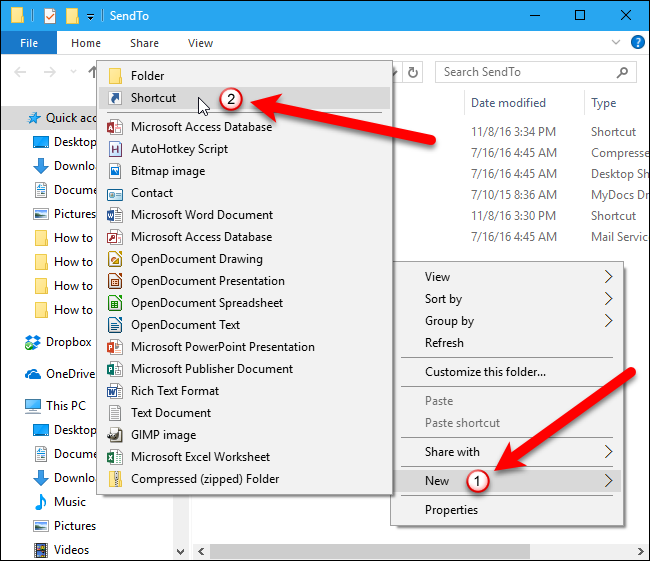 SendTo
File Home Share View
Search SendTo
Date modified Type
11/8/16 3:34 PM Shortcut
7/16/16 4:45 AM Compresse
7/16/16 4:45 AM Desktop Sh
7/10/15 8:36 AM MyDocs Dr
11/8/16 3:30 PM Shortcut
7/16/16 4:45 AM Mail Servic
Quick acc
Desktop
Downloa
Docume
Pictures
How to
How to
How to
How to
Dropbox
OneDrive
This PC
Desktop
Docume
Downloa
Music
Pictures
Videos
Folder
Shortcut 2
Microsoft Access Database
AutoHotkey Script
Bitmap image
Contact
Microsoft Word Document
Microsoft Access Database
OpenDocument Drawing
OpenDocument Presentation
OpenDocument Spreadsheet
OpenDocument Text
Microsoft PowerPoint Presentation
Microsoft Publisher Document
Rich Text Format
Text Document
GIMP image
Microsoft Excel Worksheet
Compressed (zipped) Folder
View
Sort by
Group by
Refresh
Customize this folder...
Paste
Paste shortcut
Share with
New 1
Properties